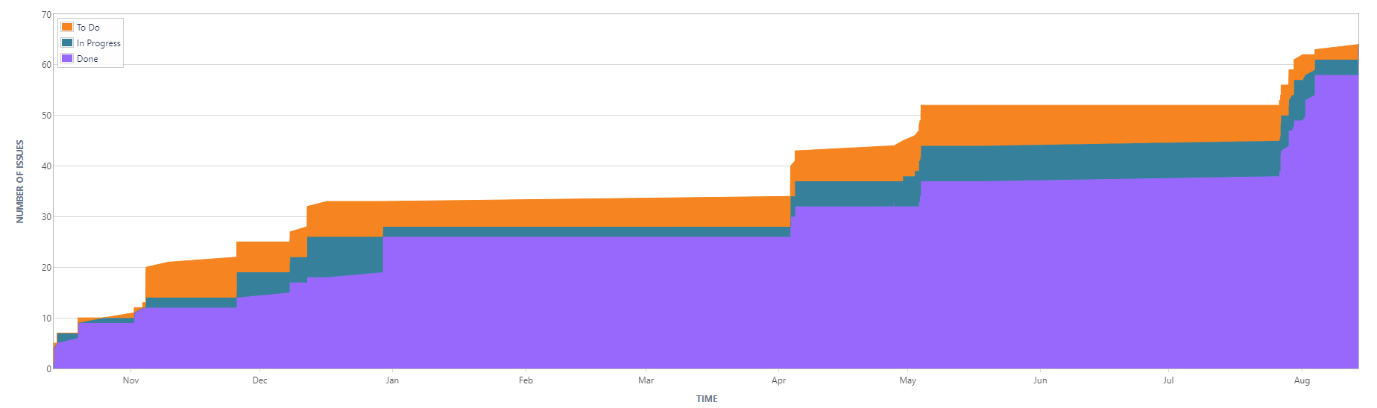 70
To Do
In Progress
Done
60
50
40
30
20
10
0
NUMBER OF ISSUES
Nov Dec Jan Feb Mar Apr May Jun Jul Aug
TIME